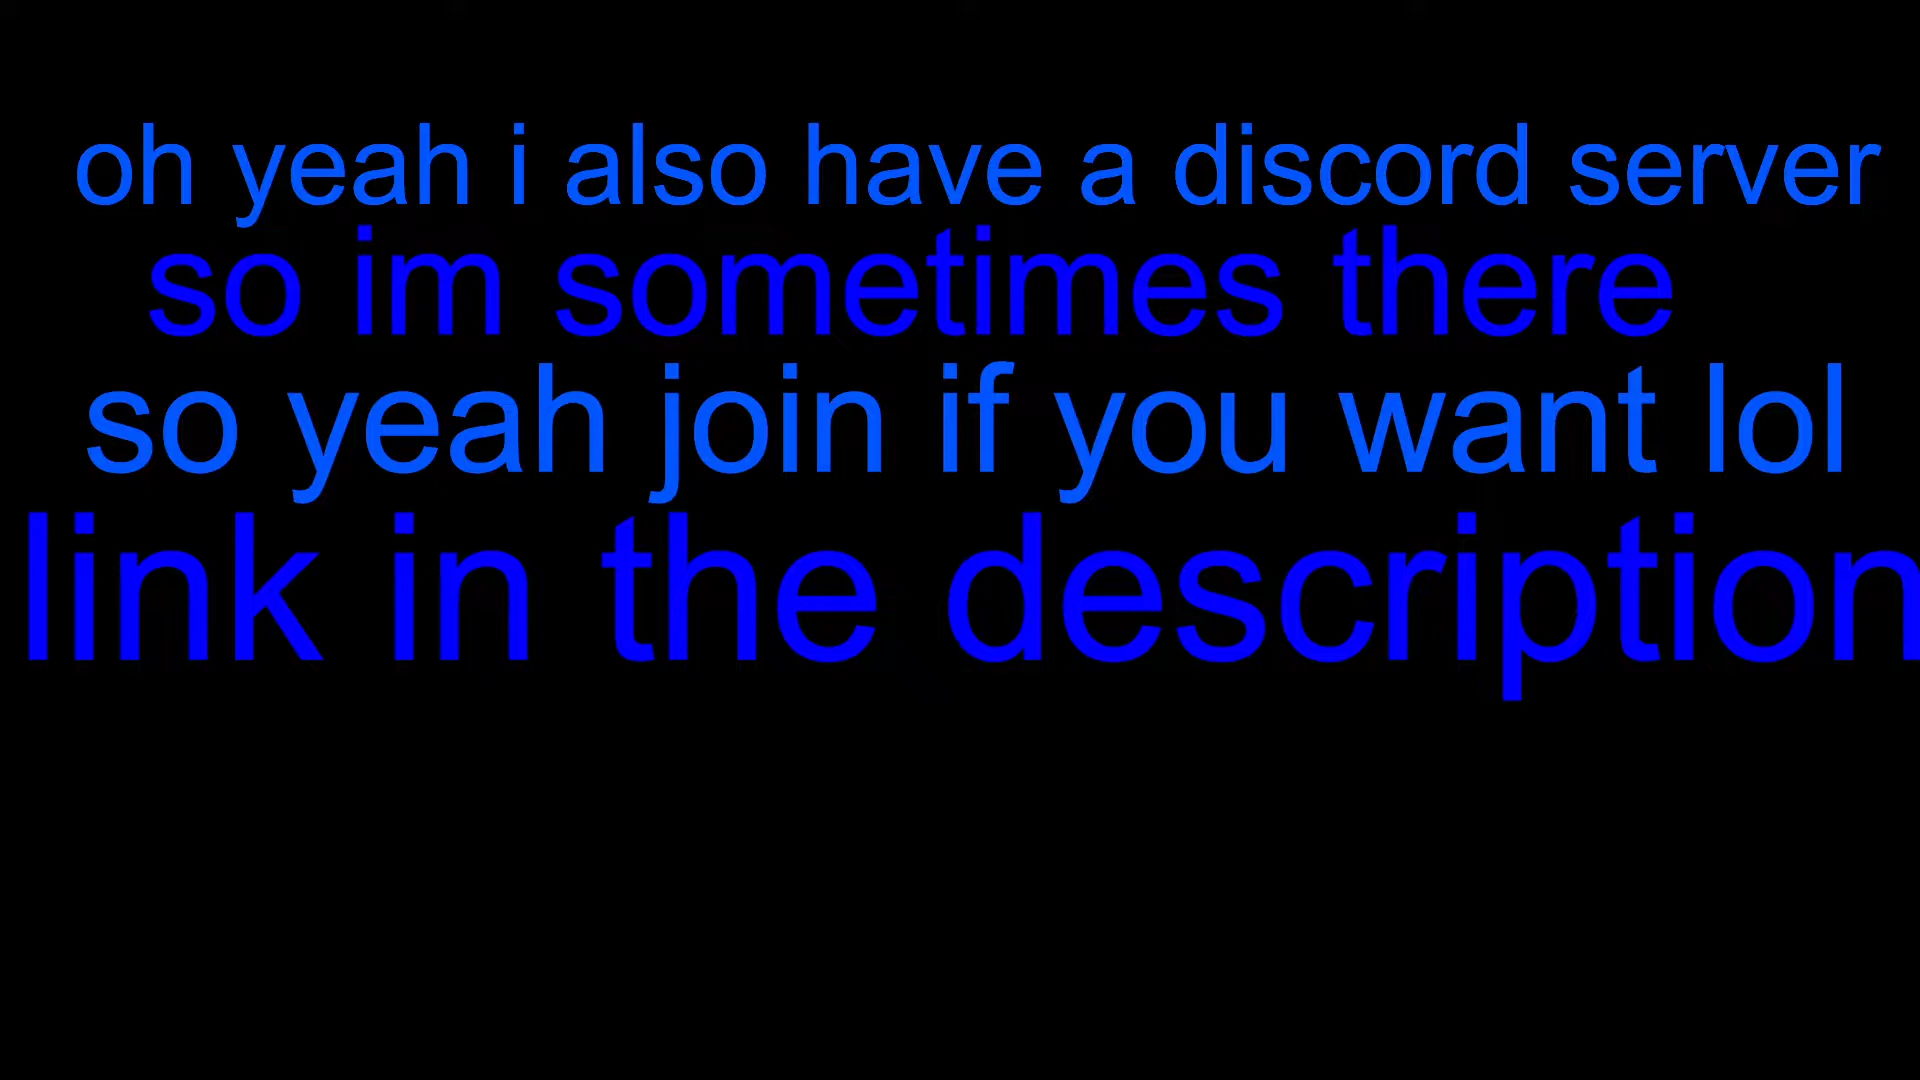 oh yeah i also have a discord server
so im sometimes there
so yeah join if you want lol
link in the description